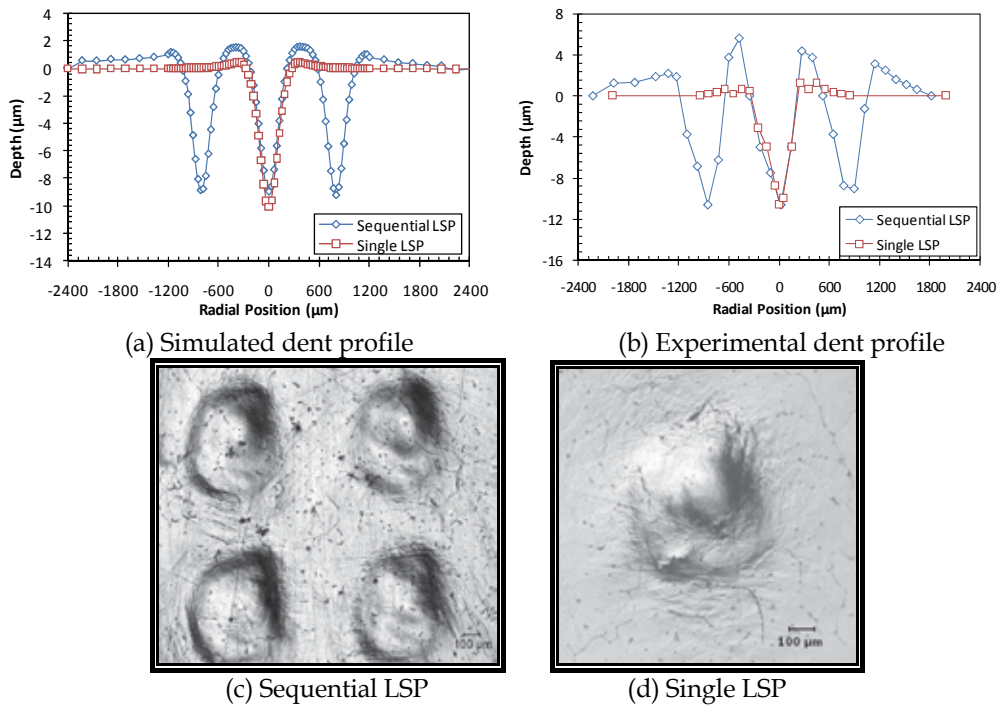 4
2
0
-2
-4
-6
-8
-10
-12
-14
Depth (µm)
-2400 -1800 -1200 -600 0 600 1200 1800 2400
Radial Position (µm)
Sequential LSP
Single LSP
(a) Simulated dent profile
8
4
0
-4
-8
-12
-16
Depth (µm)
-2400 -1800 -1200 -600 0 600 1200 1800 2400
Radial Position (µm)
Sequential LSP
Single LSP
(b) Experimental dent profile
100 µm
(c) Sequential LSP
100 µm
(d) Single LSP